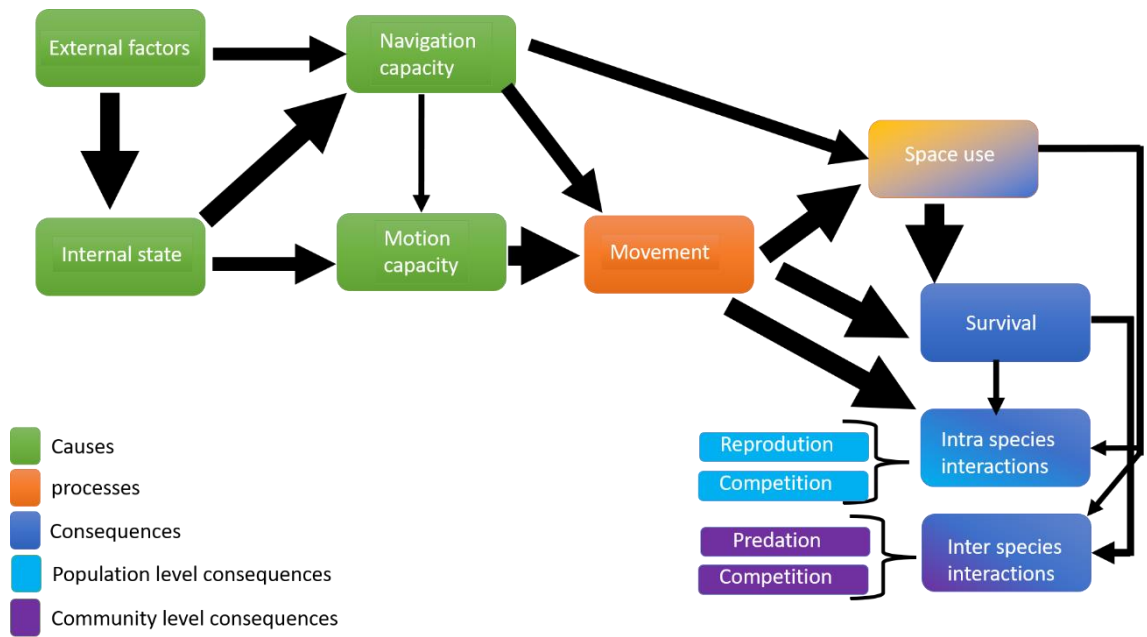 External factors
Navigation
capacity
Space use
Internal state
Motion
capacity
Movement
Survival
Intra species
interactions
Reprodution
Competition
Inter species
interactions
Predation
Competition
Causes
processes
Consequences
Population level consequences
Community level consequences